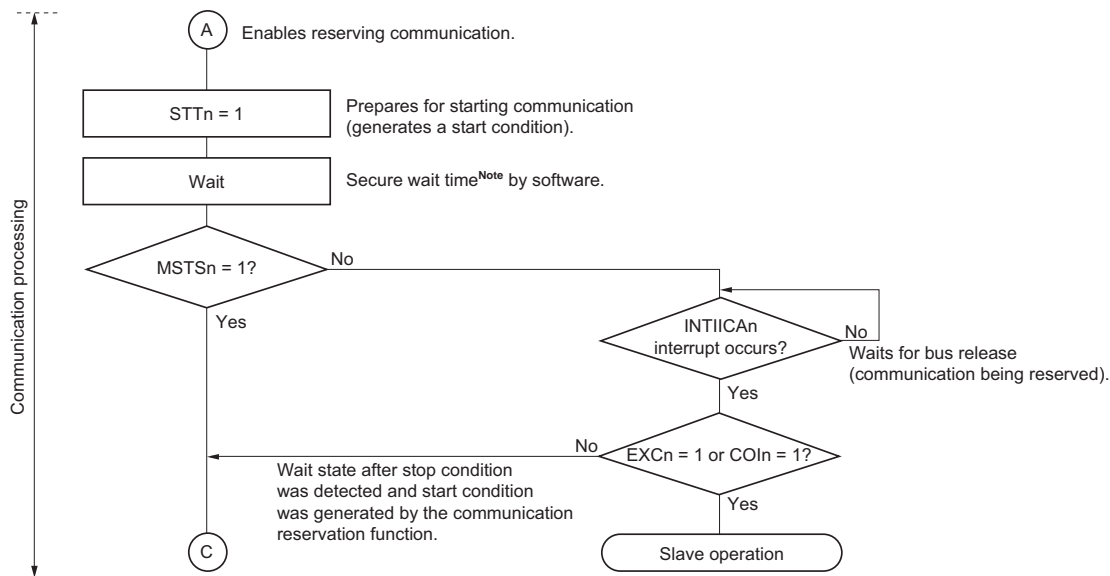 A
Enables reserving communication.
STTn = 1
Prepares for starting communication
(generates a start condition).
Wait
Secure wait timeNote by software.
MSTSn = 1?
No
Yes
INTIICAn
interrupt occurs?
No
Waits for bus release
(communication being reserved).
Yes
EXCn = 1 or COIn = 1?
No
Wait state after stop condition
was detected and start condition
was generated by the communication
reservation function.
Yes
C
Slave operation
Communication processing